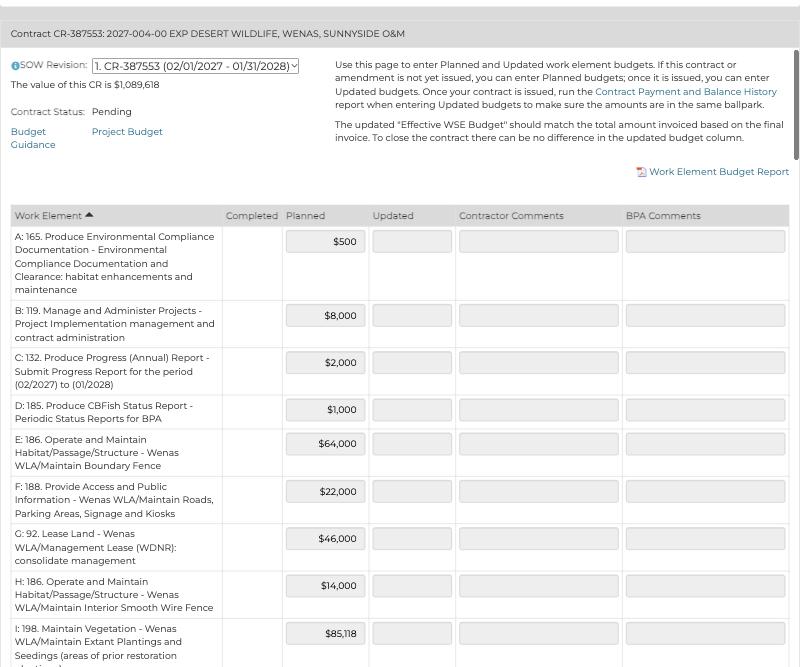 Contract CR-387553: 2027-004-00 EXP DESERT WILDLIFE, WENAS, SUNNYSIDE O&M
SOW Revision: 1. CR-387553 (02/01/2027 - 01/31/2028)
The value of this CR is $1,089,618
Contract Status: Pending
Budget Guidance
Project Budget
Use this page to enter Planned and Updated work element budgets. If this contract or
amendment is not yet issued, you can enter Planned budgets; once it is issued, you can enter
Updated budgets. Once your contract is issued, run the Contract Payment and Balance History
report when entering Updated budgets to make sure the amounts are in the same ballpark.
The updated "Effective WSE Budget" should match the total amount invoiced based on the final
invoice. To close the contract there can be no difference in the updated budget column.
Work Element Budget Report
Work Element Completed Planned Updated Contractor Comments BPA Comments
A: 165. Produce Environmental Compliance
Documentation - Environmental
Compliance Documentation and
Clearance: habitat enhancements and
maintenance
$500
B: 119. Manage and Administer Projects -
Project Implementation management and
contract administration
$8,000
C: 132. Produce Progress (Annual) Report -
Submit Progress Report for the period
(02/2027) to (01/2028)
$2,000
D: 185. Produce CBFish Status Report -
Periodic Status Reports for BPA
$1,000
E: 186. Operate and Maintain
Habitat/Passage/Structure - Wenas
WLA/Maintain Boundary Fence
$64,000
F: 188. Provide Access and Public
Information - Wenas WLA/Maintain Roads,
Parking Areas, Signage and Kiosks
$22,000
G: 92. Lease Land - Wenas
WLA/Management Lease (WDNR):
consolidate management
$46,000
H: 186. Operate and Maintain
Habitat/Passage/Structure - Wenas
WLA/Maintain Interior Smooth Wire Fence
$14,000
I: 198. Maintain Vegetation - Wenas
WLA/Maintain Extant Plantings and
Seedings (areas of prior restoration
$85,118